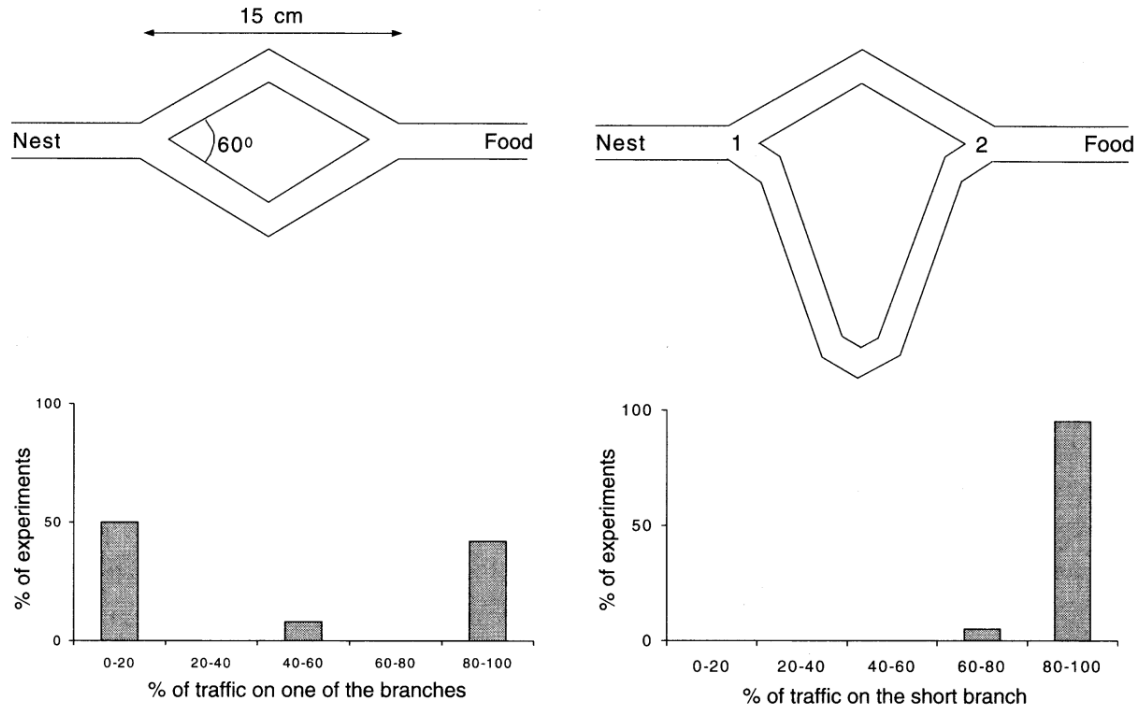 15 cm
Nest
60º
Food
Nest
1
2
Food
100
50
0
% of experiments
0-20
20-40
40-60
60-80
80-100
% of traffic on one of the branches
100
50
0
% of experiments
0-20
20-40
40-60
60-80
80-100
% of traffic on the short branch